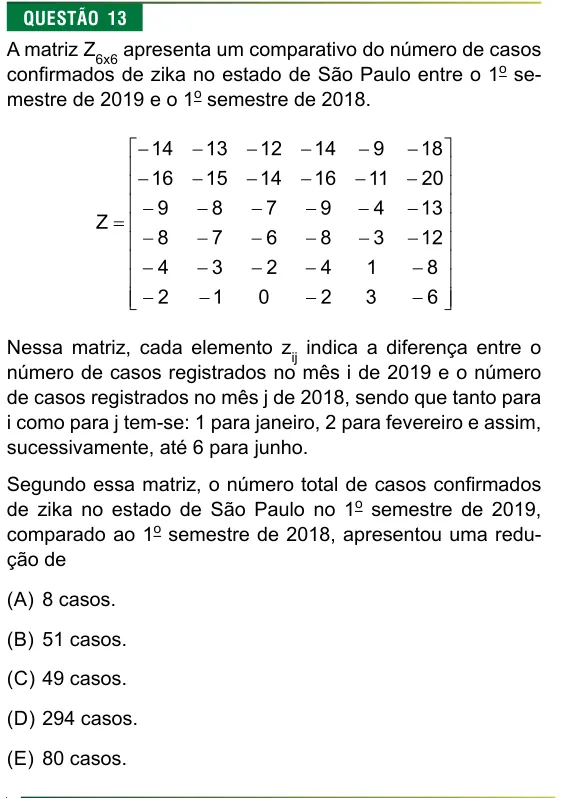 QUESTÃO 13
A matriz Z6x6 apresenta um comparativo do número de casos
confirmados de zika no estado de São Paulo entre o 1º se-
mestre de 2019 e o 1º semestre de 2018.
– 14 – 13 – 12 – 14 – 9 – 18
– 16 – 15 – 14 – 16 – 11 – 20
– 9 – 8 – 7 – 9 – 4 – 13
Z =
– 8 – 7 – 6 – 8 – 3 – 12
– 4 – 3 – 2 – 4 1 – 8
– 2 – 1 0 – 2 3 – 6
Nessa matriz, cada elemento zij indica a diferença entre o
número de casos registrados no mês i de 2019 e o número
de casos registrados no mês j de 2018, sendo que tanto para
i como para j tem-se: 1 para janeiro, 2 para fevereiro e assim,
sucessivamente, até 6 para junho.
Segundo essa matriz, o número total de casos confirmados
de zika no estado de São Paulo no 1º semestre de 2019,
comparado ao 1º semestre de 2018, apresentou uma redu-
ção de
(A) 8 casos.
(B) 51 casos.
(C) 49 casos.
(D) 294 casos.
(E) 80 casos.